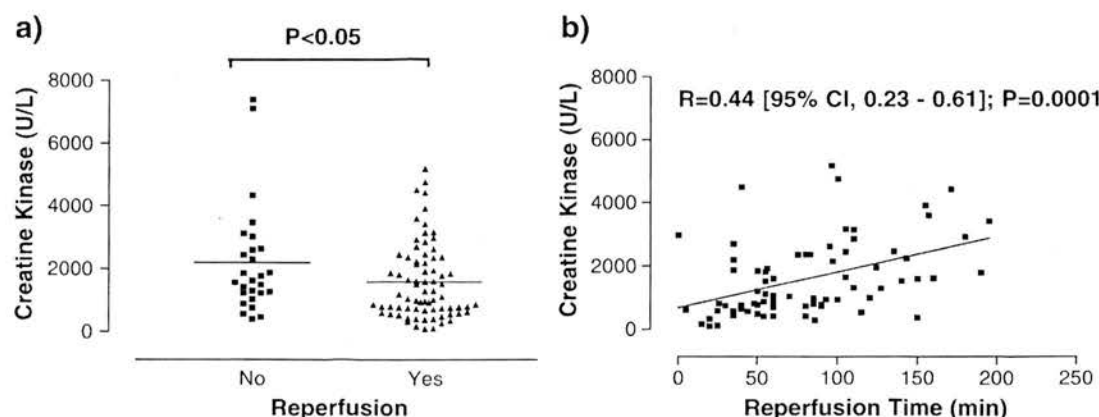 a)
P<0.05
Creatine Kinase (U/L)
8000
6000
4000
2000
0
No Yes
Reperfusion
b)
R=0.44 [95% CI, 0.23 - 0.61]; P=0.0001
Creatine Kinase (U/L)
8000
6000
4000
2000
0
0 50 100 150 200 250
Reperfusion Time (min)